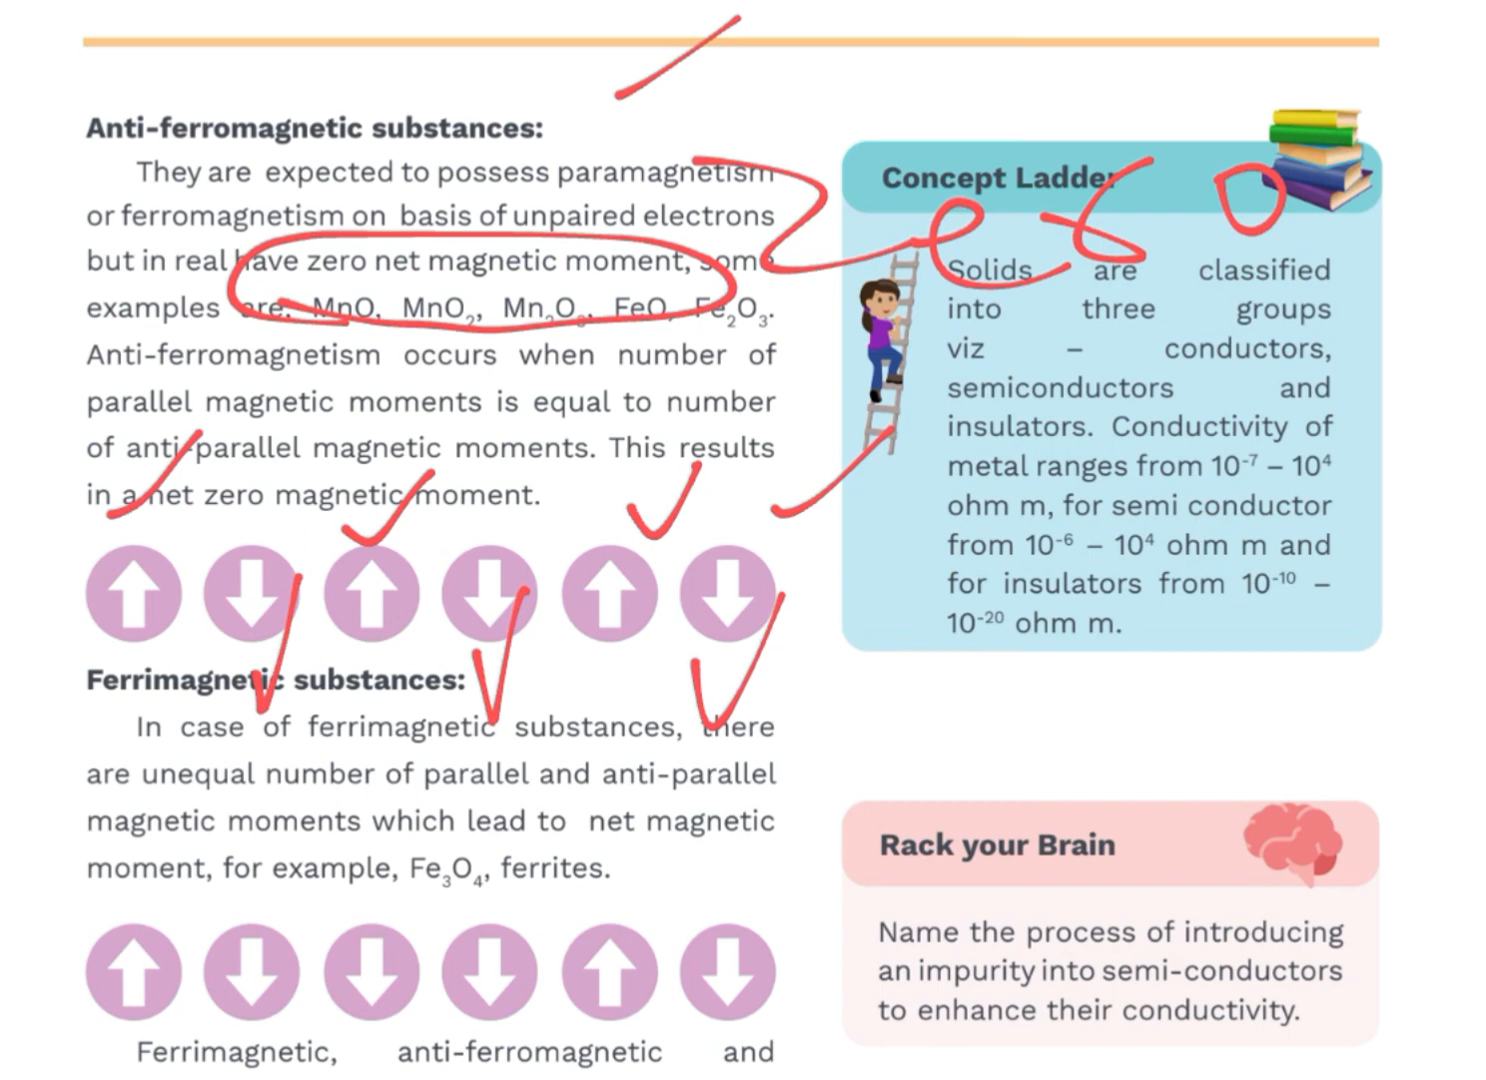 Anti-ferromagnetic substances:
They are expected to possess paramagnetism
or ferromagnetism on basis of unpaired electrons
but in real have zero net magnetic moment, some
examples are. MnO, MnO₂, Mn₂O₃, FeO, Fe₂O₃.
Anti-ferromagnetism occurs when number of
parallel magnetic moments is equal to number
of anti-parallel magnetic moments. This results
in a net zero magnetic moment.
Ferrimagnetic substances:
In case of ferrimagnetic substances, there
are unequal number of parallel and anti-parallel
magnetic moments which lead to net magnetic
moment, for example, Fe₃O₄, ferrites.
Ferrimagnetic, anti-ferromagnetic and
Concept Ladder
Solids are classified
into three groups
viz – conductors,
semiconductors and
insulators. Conductivity of
metal ranges from 10⁻⁷ – 10⁴
ohm m, for semi conductor
from 10⁻⁶ – 10⁴ ohm m and
for insulators from 10⁻¹⁰ –
10⁻²⁰ ohm m.
Rack your Brain
Name the process of introducing
an impurity into semi-conductors
to enhance their conductivity.